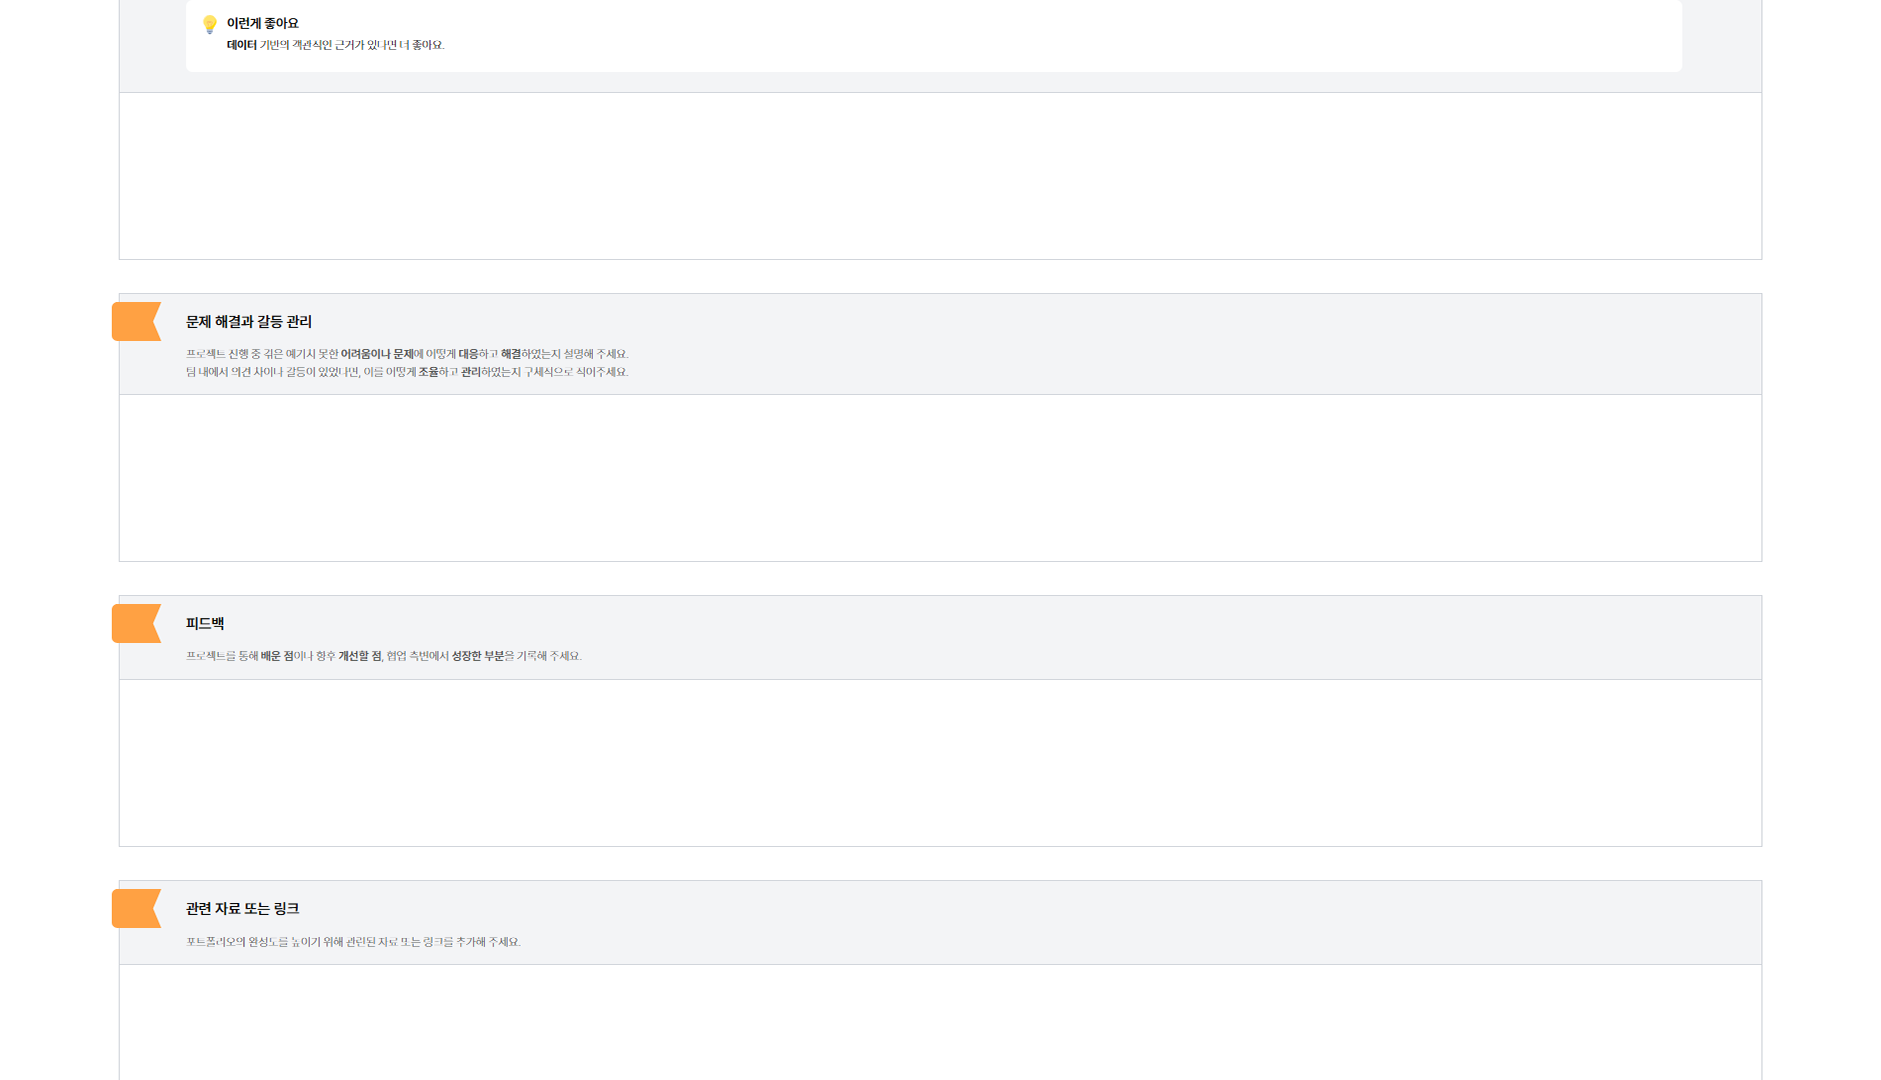 이런게 좋아요
데이터 기반의 객관적인 근거가 있다면 더 좋아요.
문제 해결과 갈등 관리
프로젝트 진행 중 겪은 예기치 못한 어려움이나 문제에 어떻게 대응하고 해결하였는지 설명해 주세요.
팀 내에서 의견 차이나 갈등이 있었다면, 이를 어떻게 조율하고 관리하였는지 구체적으로 적어주세요.
피드백
프로젝트를 통해 배운 점이나 향후 개선할 점, 협업 측면에서 성장한 부분을 기록해 주세요.
관련 자료 또는 링크
포트폴리오의 완성도를 높이기 위해 관련된 자료 또는 링크를 추가해 주세요.